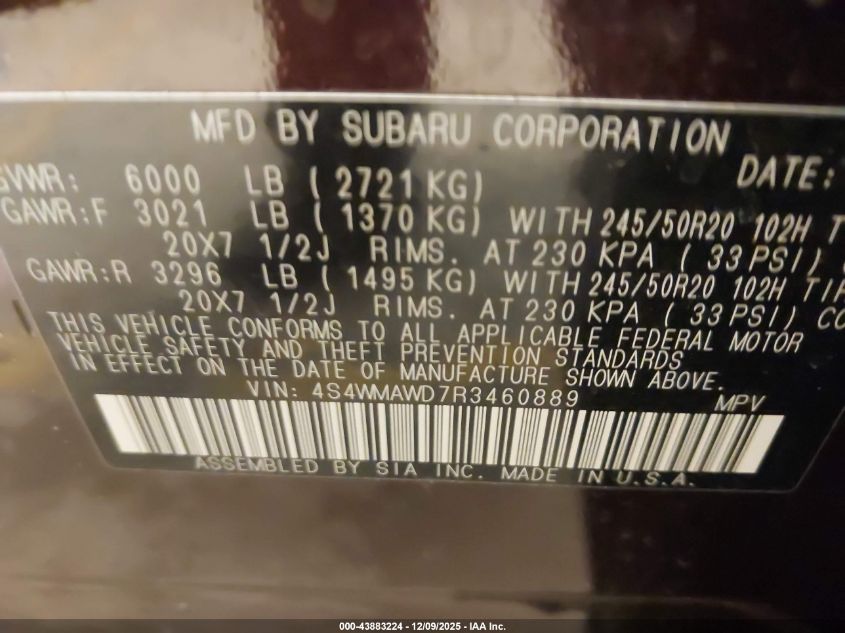 MFD BY SUBARU CORPORATION
GVWR: 6000 LB ( 2721 KG) DATE:
GAWR:F 3021 LB ( 1370 KG) WITH 245/50R20 102H
20X7 1/2J RIMS. AT 230 KPA ( 33 PSI)
GAWR:R 3296 LB ( 1495 KG) WITH 245/50R20 102H
20X7 1/2J RIMS. AT 230 KPA ( 33 PSI)
THIS VEHICLE CONFORMS TO ALL APPLICABLE FEDERAL MOTOR
VEHICLE SAFETY AND THEFT PREVENTION STANDARDS
IN EFFECT ON THE DATE OF MANUFACTURE SHOWN ABOVE.
VIN: 4S4WMAWD7R3460889 MPV
ASSEMBLED BY SIA INC. MADE IN U.S.A.
000-43883224 - 12/09/2025 - IAA Inc.